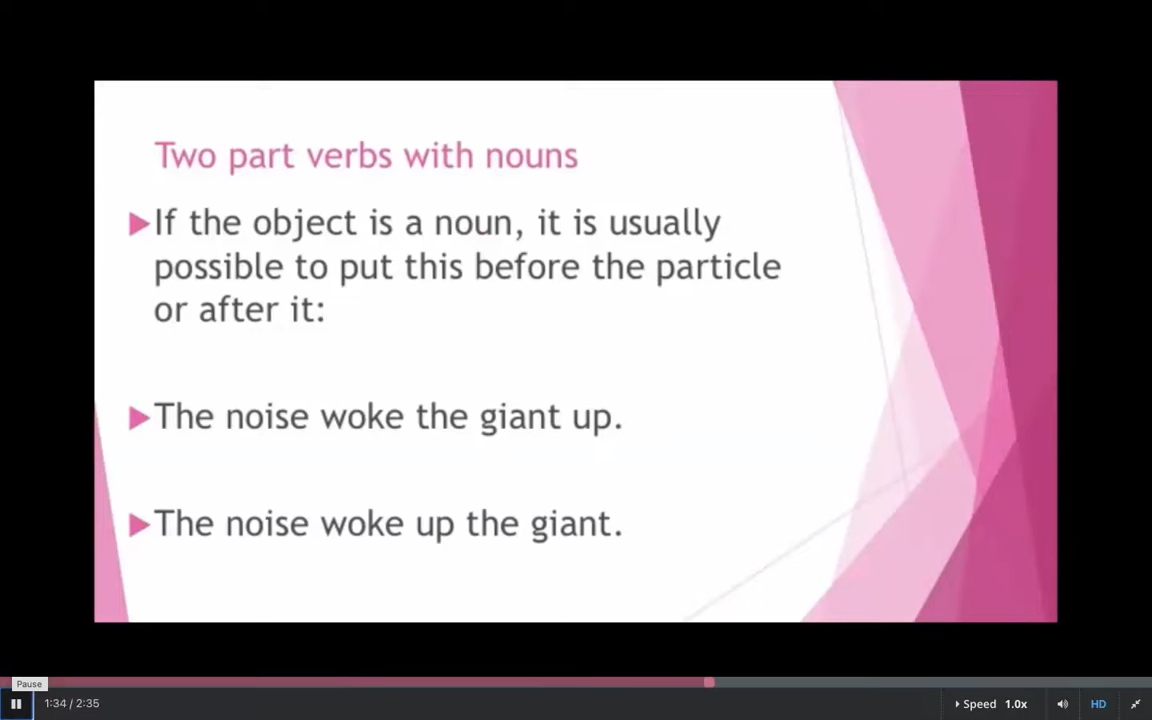 Two part verbs with nouns
If the object is a noun, it is usually
possible to put this before the particle
or after it:
The noise woke the giant up.
The noise woke up the giant.
Pause
1:34 / 2:35
Speed 1.0x
HD